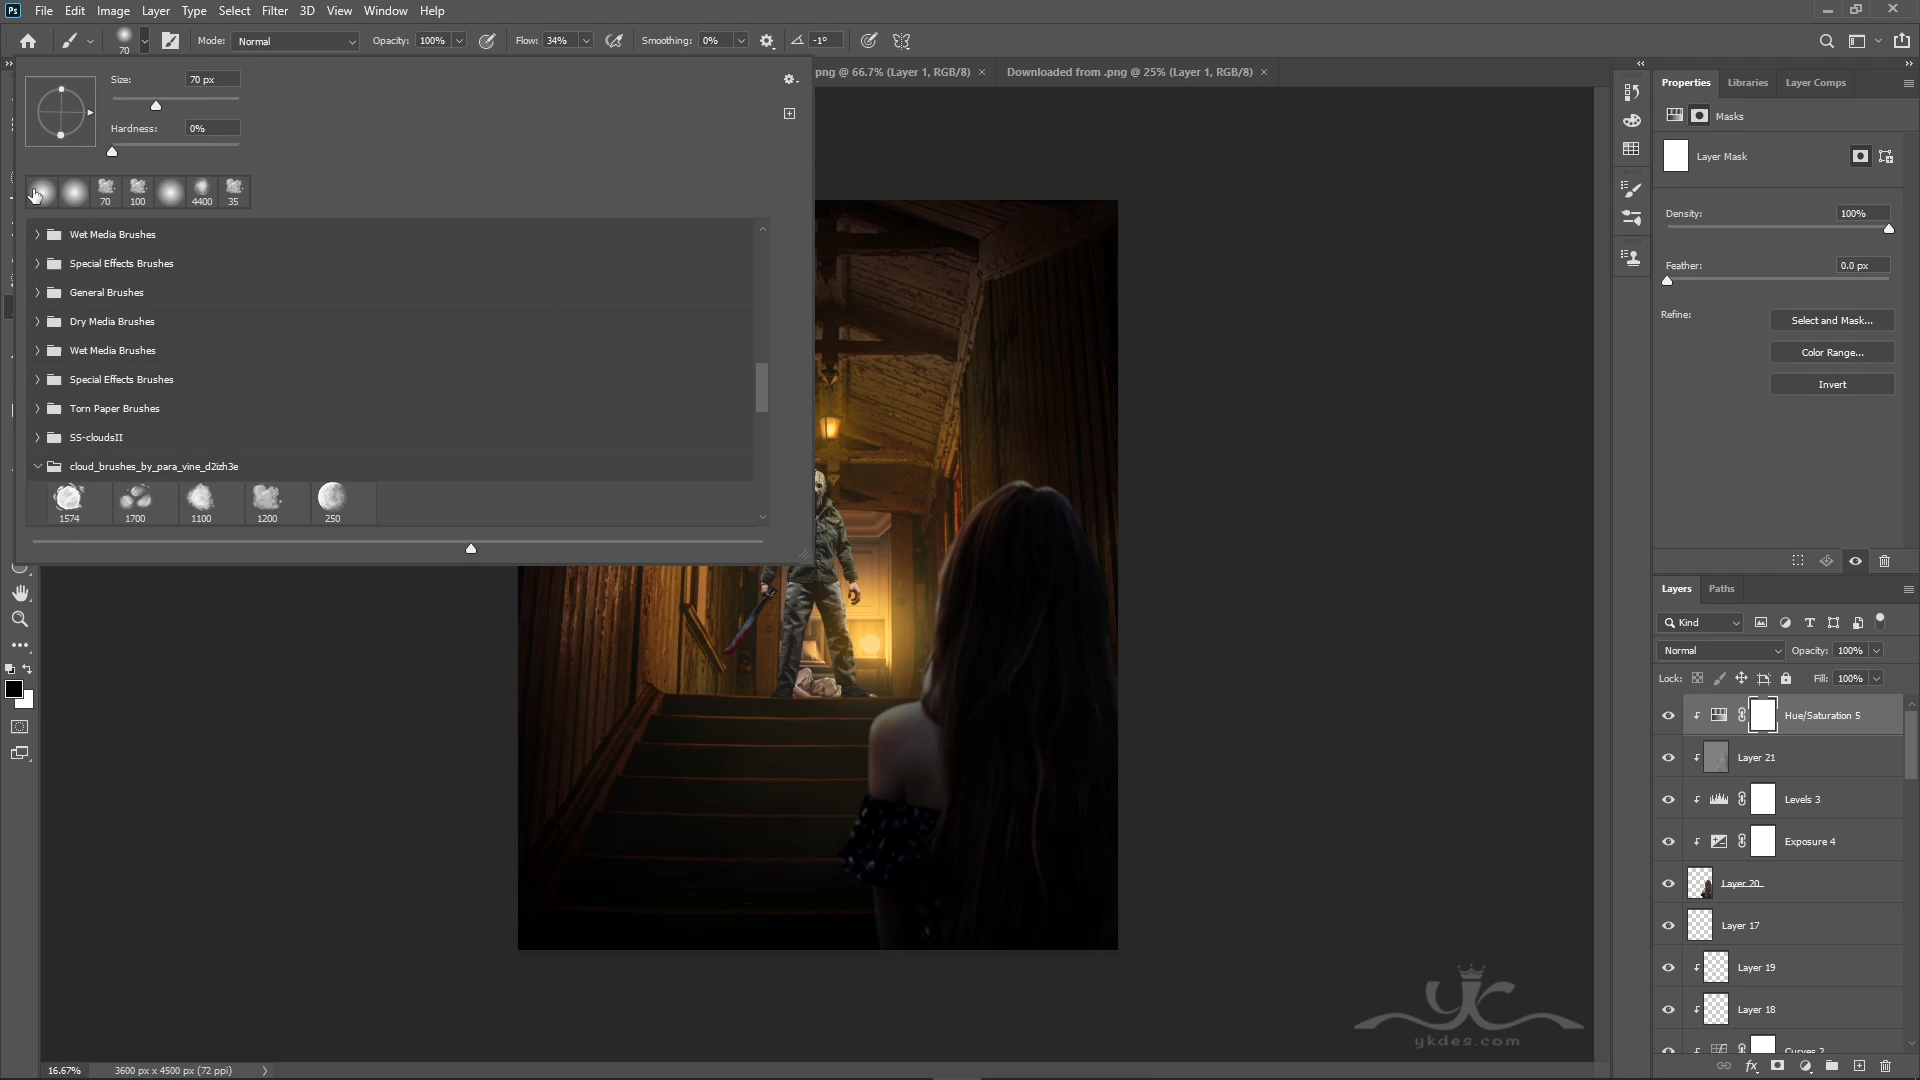 Ps File Edit Image Layer Type Select Filter 3D View Window Help
70 Mode: Normal Opacity: 100% Flow: 34% Smoothing: 0% -1°
png @ 66.7% (Layer 1, RGB/8) × Downloaded from .png @ 25% (Layer 1, RGB/8) ×
Size: 70 px
Hardness: 0%
70 100 4400 35
Wet Media Brushes
Special Effects Brushes
General Brushes
Dry Media Brushes
Wet Media Brushes
Special Effects Brushes
Torn Paper Brushes
SS-cloudsII
cloud_brushes_by_para_vine_d2izh3e
1574 1700 1100 1200 250
Properties Libraries Layer Comps
Masks
Layer Mask
Density: 100%
Feather: 0.0 px
Refine: Select and Mask...
Color Range...
Invert
Layers Paths
Kind
Normal Opacity: 100%
Lock: Fill: 100%
Hue/Saturation 5
Layer 21
Levels 3
Exposure 4
Layer 20
Layer 17
Layer 19
Layer 18
Curves 2
yc
ykdes.com
16.67% 3600 px x 4500 px (72 ppi)